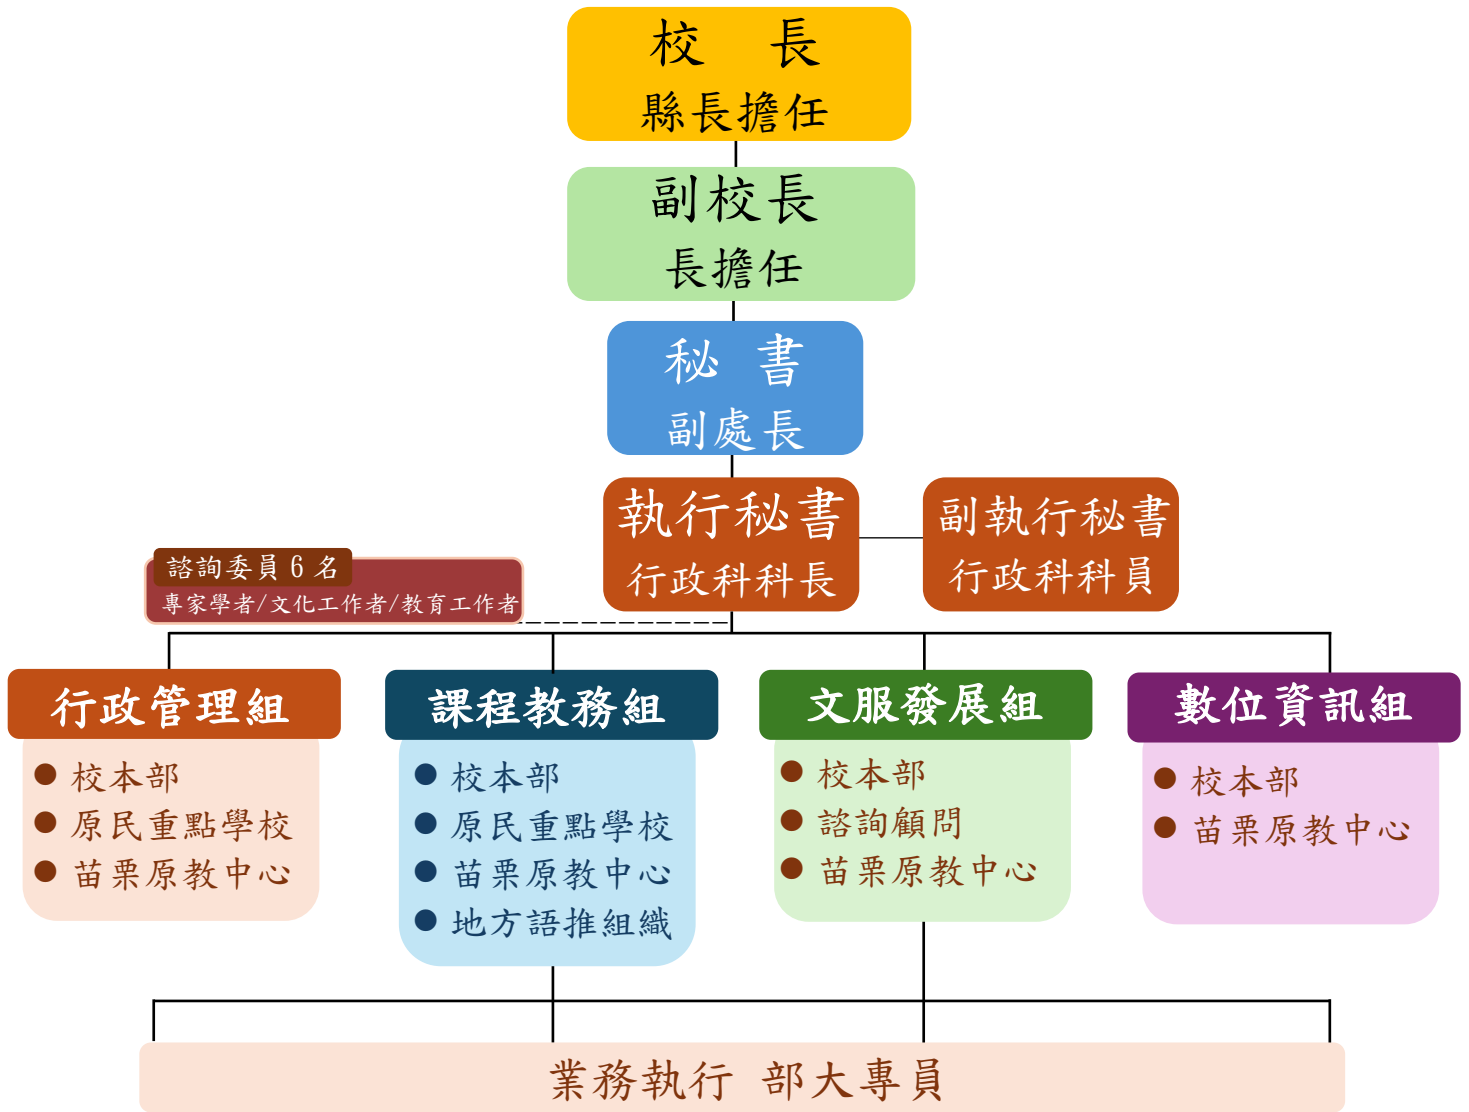 校 長
縣長擔任
副校長
長擔任
秘 書
副處長
執行秘書
行政科科長
副執行秘書
行政科科員
諮詢委員6名
專家學者/文化工作者/教育工作者
行政管理組
● 校本部
● 原民重點學校
● 苗栗原教中心
課程教務組
● 校本部
● 原民重點學校
● 苗栗原教中心
● 地方語推組織
文服發展組
● 校本部
● 諮詢顧問
● 苗栗原教中心
數位資訊組
● 校本部
● 苗栗原教中心
業務執行 部大專員